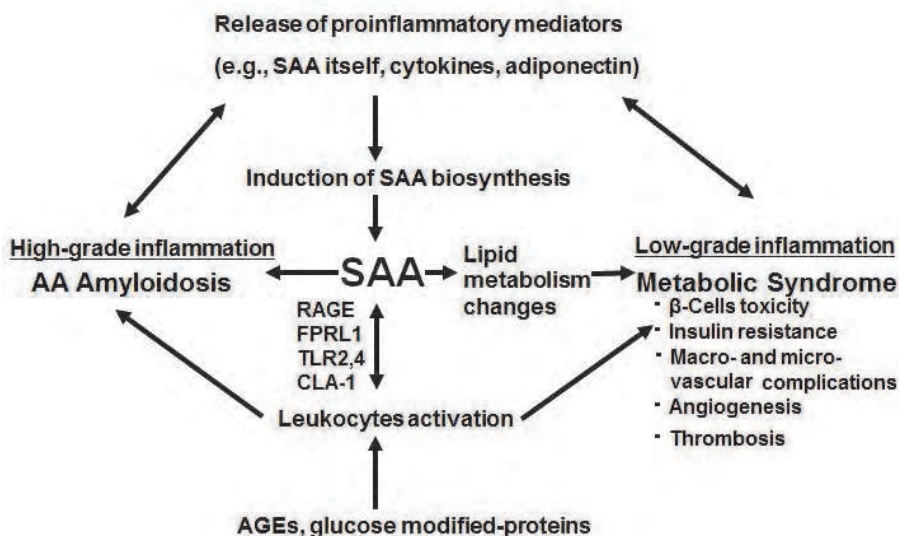 Release of proinflammatory mediators
(e.g., SAA itself, cytokines, adiponectin)
Induction of SAA biosynthesis
High-grade inflammation
AA Amyloidosis
SAA
Lipid
metabolism
changes
Low-grade inflammation
Metabolic Syndrome
· β-Cells toxicity
· Insulin resistance
· Macro- and micro-
vascular complications
· Angiogenesis
· Thrombosis
RAGE
FPRL1
TLR2,4
CLA-1
Leukocytes activation
AGEs, glucose modified-proteins